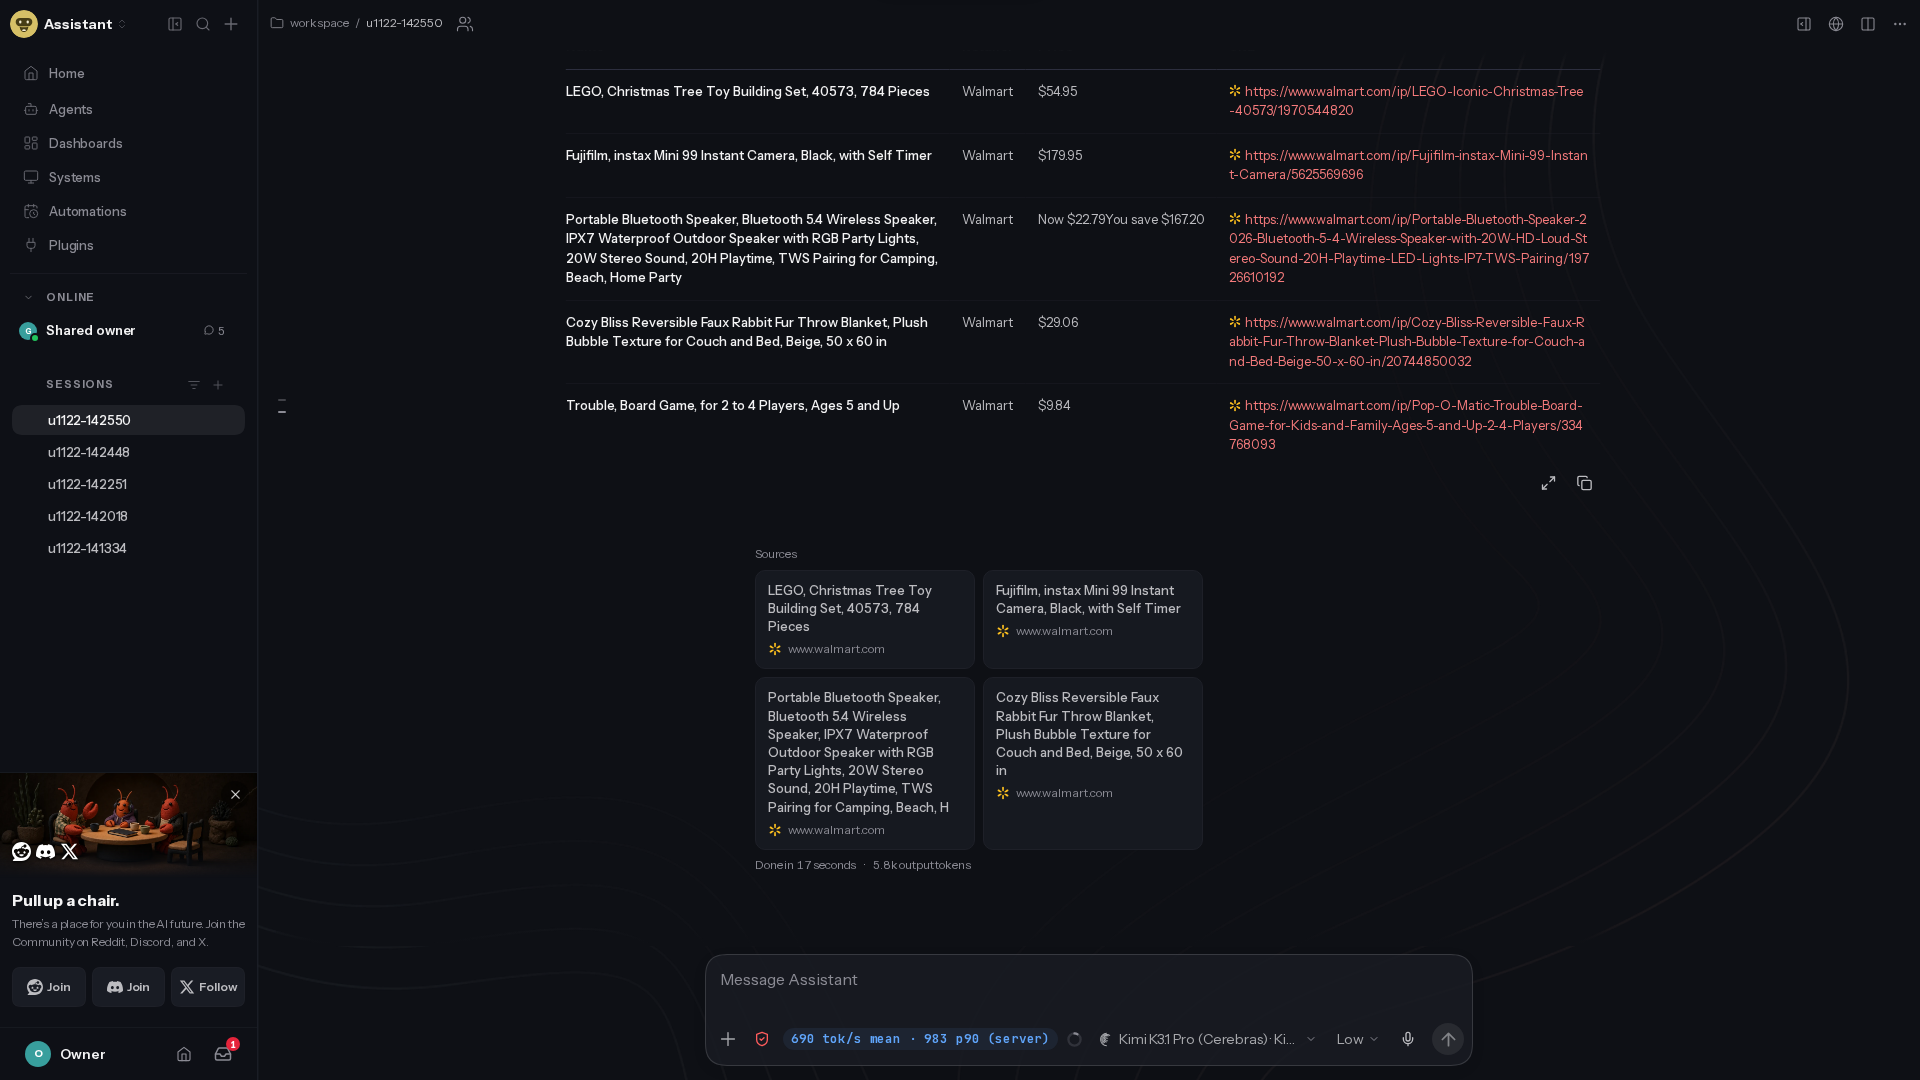 Assistant
workspace / u1122-142550
Home
Agents
Dashboards
Systems
Automations
Plugins
ONLINE
G
Shared owner
5
SESSIONS
u1122-142550
u1122-142448
u1122-142251
u1122-142018
u1122-141334
Pull up a chair.
There's a place for you in the AI future. Join the
Community on Reddit, Discord, and X.
Join
Join
Follow
O
Owner
1
LEGO, Christmas Tree Toy Building Set, 40573, 784 Pieces
Walmart
$54.95
https://www.walmart.com/ip/LEGO-Iconic-Christmas-Tree
-40573/1970544820
Fujifilm, instax Mini 99 Instant Camera, Black, with Self Timer
Walmart
$179.95
https://www.walmart.com/ip/Fujifilm-instax-Mini-99-Instan
t-Camera/5625569696
Portable Bluetooth Speaker, Bluetooth 5.4 Wireless Speaker,
IPX7 Waterproof Outdoor Speaker with RGB Party Lights,
20W Stereo Sound, 20H Playtime, TWS Pairing for Camping,
Beach, Home Party
Walmart
Now $22.79You save $167.20
https://www.walmart.com/ip/Portable-Bluetooth-Speaker-2
026-Bluetooth-5-4-Wireless-Speaker-with-20W-HD-Loud-St
ereo-Sound-20H-Playtime-LED-Lights-IP7-TWS-Pairing/197
26610192
Cozy Bliss Reversible Faux Rabbit Fur Throw Blanket, Plush
Bubble Texture for Couch and Bed, Beige, 50 x 60 in
Walmart
$29.06
https://www.walmart.com/ip/Cozy-Bliss-Reversible-Faux-R
abbit-Fur-Throw-Blanket-Plush-Bubble-Texture-for-Couch-a
nd-Bed-Beige-50-x-60-in/20744850032
Trouble, Board Game, for 2 to 4 Players, Ages 5 and Up
Walmart
$9.84
https://www.walmart.com/ip/Pop-O-Matic-Trouble-Board-
Game-for-Kids-and-Family-Ages-5-and-Up-2-4-Players/334
768093
Sources
LEGO, Christmas Tree Toy
Building Set, 40573, 784
Pieces
www.walmart.com
Fujifilm, instax Mini 99 Instant
Camera, Black, with Self Timer
www.walmart.com
Portable Bluetooth Speaker,
Bluetooth 5.4 Wireless
Speaker, IPX7 Waterproof
Outdoor Speaker with RGB
Party Lights, 20W Stereo
Sound, 20H Playtime, TWS
Pairing for Camping, Beach, H
www.walmart.com
Cozy Bliss Reversible Faux
Rabbit Fur Throw Blanket,
Plush Bubble Texture for
Couch and Bed, Beige, 50 x 60
in
www.walmart.com
Done in 17 seconds · 5.8k output tokens
Message Assistant
690 tok/s mean · 983 p90 (server)
Kimi K3.1 Pro (Cerebras) · Ki...
Low